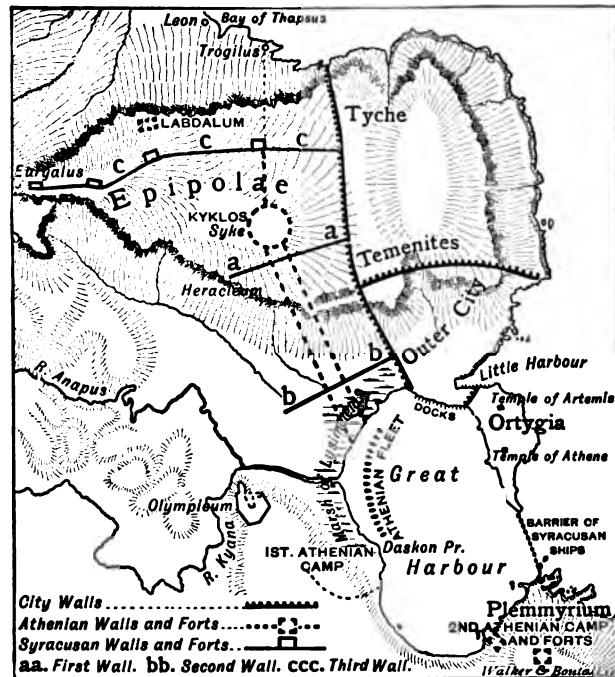 Leon
Bay of Thapsus
Trogilus
LABDALUM
Tyche
c
c
c
Euryalus
Epipolae
KYKLOS
Syke
a
a
Temenites
Heracleum
Outer City
b
b
R. Anapus
Little Harbour
DOCKS
Temple of Artemis
Ortygia
Temple of Athene
ATHENIAN FLEET
Great
Harbour
Marsh of
Olympieum
R. Kyana
1ST. ATHENIAN
CAMP
Daskon Pr.
BARRIER OF
SYRACUSAN
SHIPS
Plemmyrium
2ND ATHENIAN CAMP
AND FORTS
City Walls
Athenian Walls and Forts
Syracusan Walls and Forts
aa. First Wall. bb. Second Wall. ccc. Third Wall.
Walker &